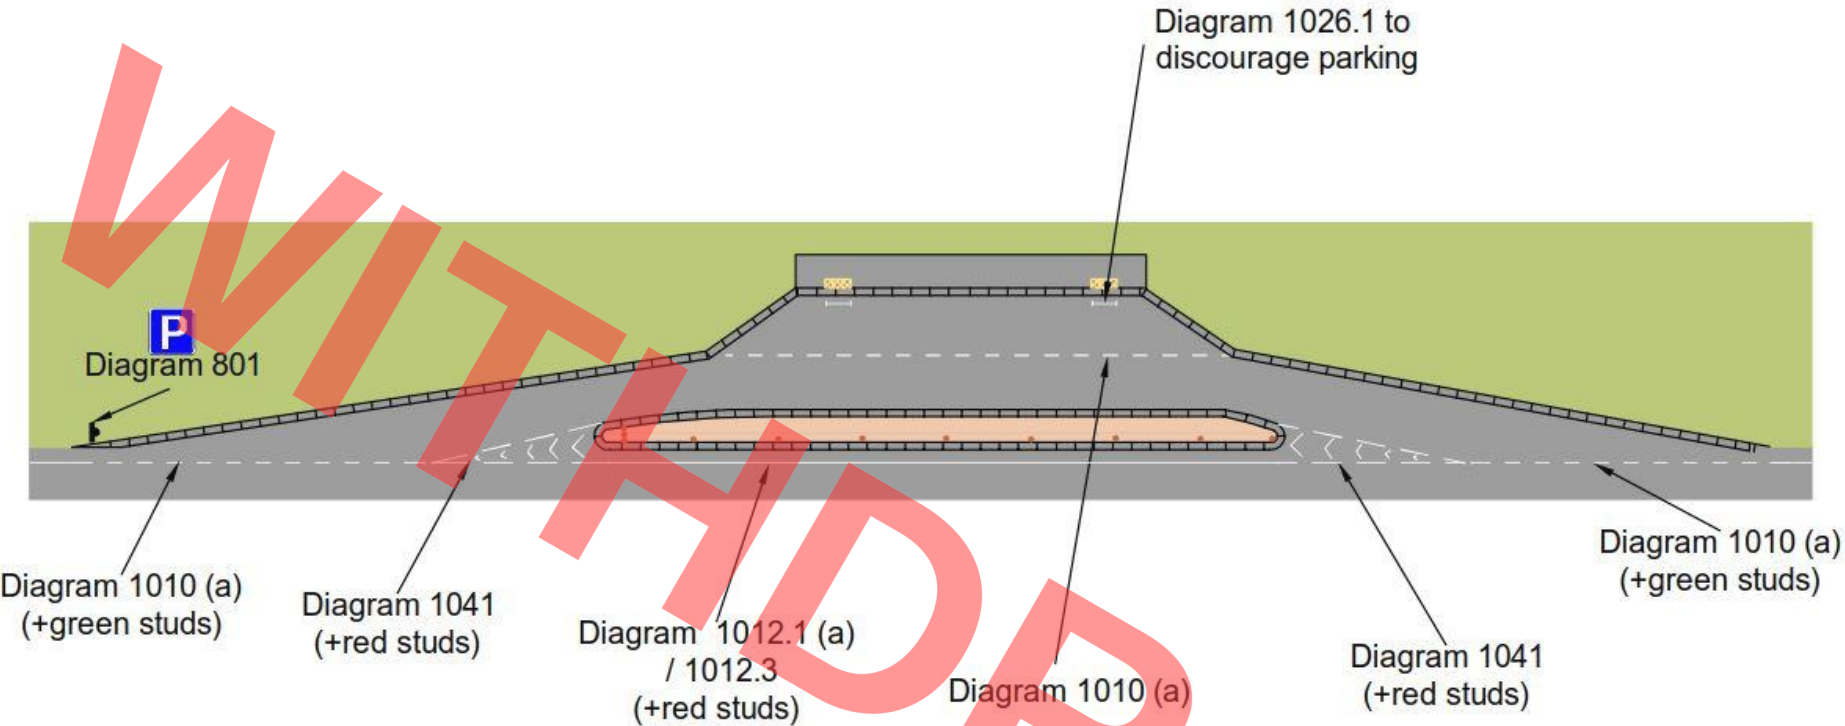 Diagram 1026.1 to
discourage parking
P
Diagram 801
Diagram 1010 (a)
(+green studs)
Diagram 1041
(+red studs)
Diagram 1012.1 (a)
/ 1012.3
(+red studs)
Diagram 1010 (a)
Diagram 1041
(+red studs)
Diagram 1010 (a)
(+green studs)
WITHDR